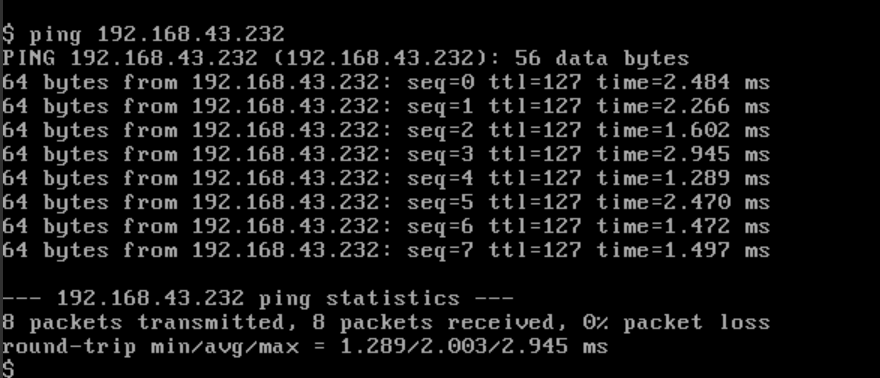 $ ping 192.168.43.232
PING 192.168.43.232 (192.168.43.232): 56 data bytes
64 bytes from 192.168.43.232: seq=0 ttl=127 time=2.484 ms
64 bytes from 192.168.43.232: seq=1 ttl=127 time=2.266 ms
64 bytes from 192.168.43.232: seq=2 ttl=127 time=1.602 ms
64 bytes from 192.168.43.232: seq=3 ttl=127 time=2.945 ms
64 bytes from 192.168.43.232: seq=4 ttl=127 time=1.289 ms
64 bytes from 192.168.43.232: seq=5 ttl=127 time=2.470 ms
64 bytes from 192.168.43.232: seq=6 ttl=127 time=1.472 ms
64 bytes from 192.168.43.232: seq=7 ttl=127 time=1.497 ms
--- 192.168.43.232 ping statistics ---
8 packets transmitted, 8 packets received, 0% packet loss
round-trip min/avg/max = 1.289/2.003/2.945 ms
$